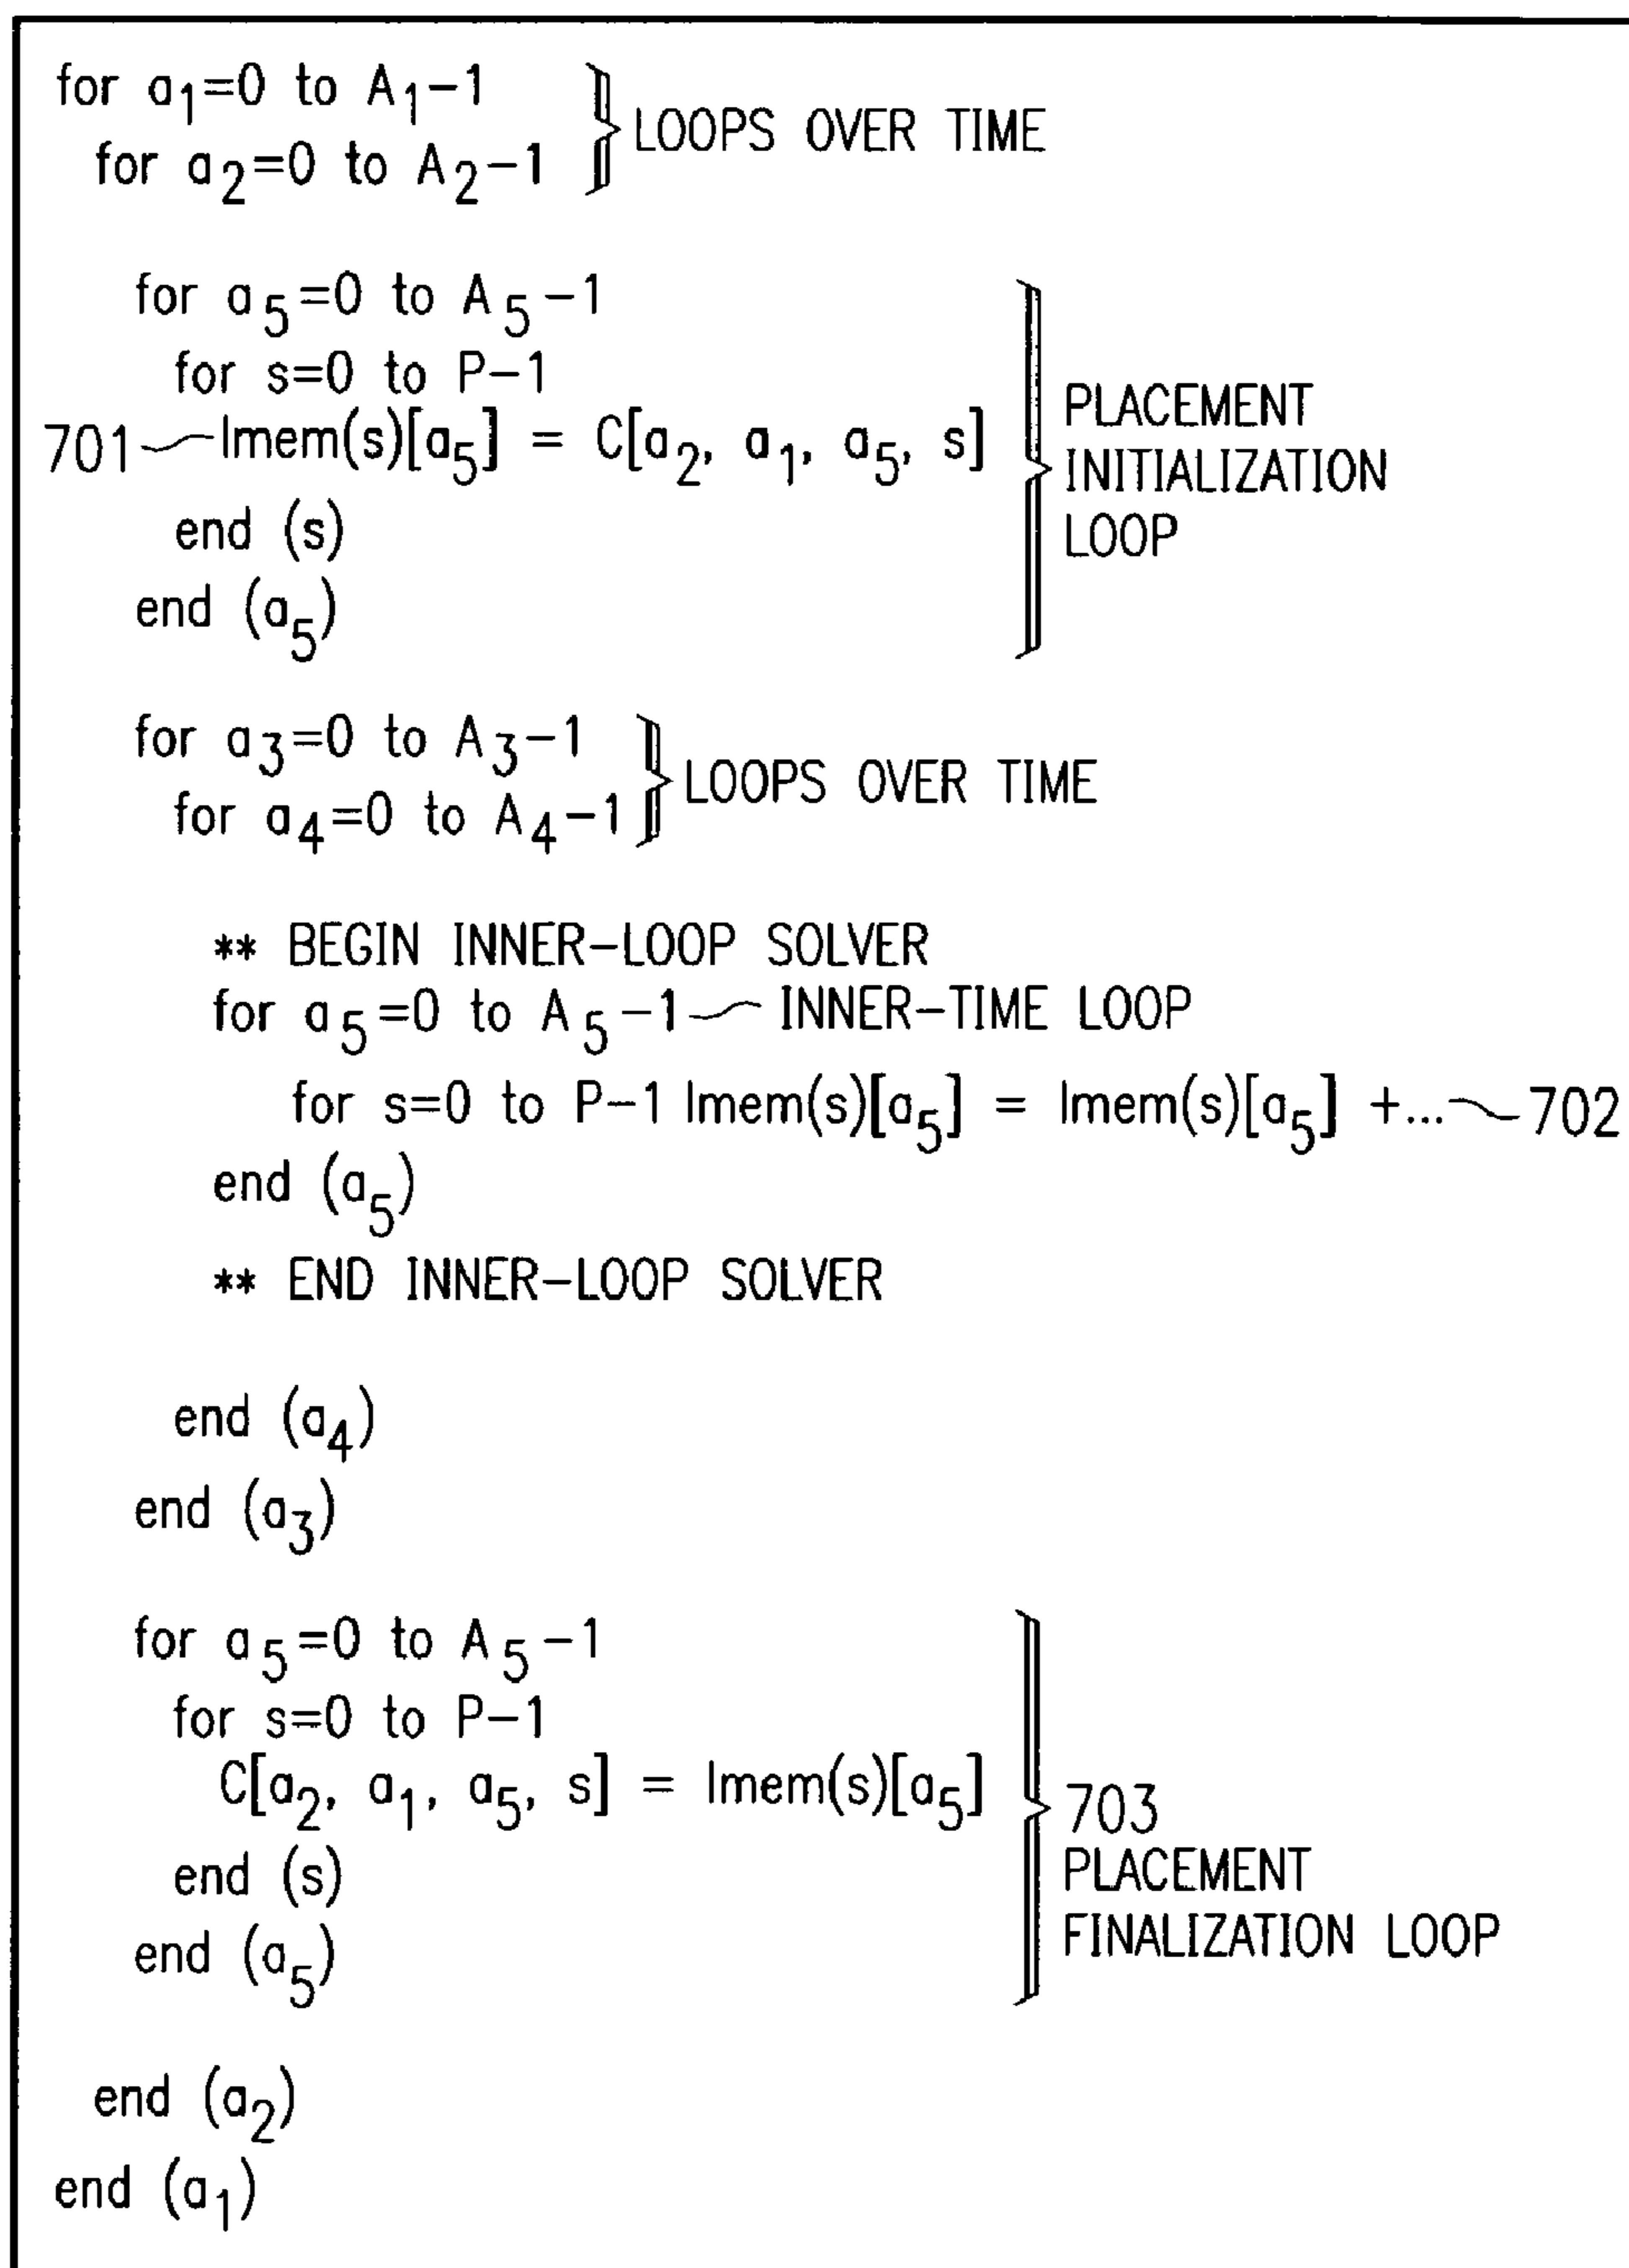 for a₁=0 to A₁-1
for a₂=0 to A₂-1
LOOPS OVER TIME
for a₅=0 to A₅-1
for s=0 to P-1
701 lmem(s)[a₅] = C[a₂, a₁, a₅, s]
end (s)
end (a₅)
PLACEMENT
INITIALIZATION
LOOP
for a₃=0 to A₃-1
for a₄=0 to A₄-1
LOOPS OVER TIME
** BEGIN INNER-LOOP SOLVER
for a₅=0 to A₅-1 INNER-TIME LOOP
for s=0 to P-1 lmem(s)[a₅] = lmem(s)[a₅] +... 702
end (a₅)
** END INNER-LOOP SOLVER
end (a₄)
end (a₃)
for a₅=0 to A₅-1
for s=0 to P-1
C[a₂, a₁, a₅, s] = lmem(s)[a₅]
end (s)
end (a₅)
703
PLACEMENT
FINALIZATION LOOP
end (a₂)
end (a₁)